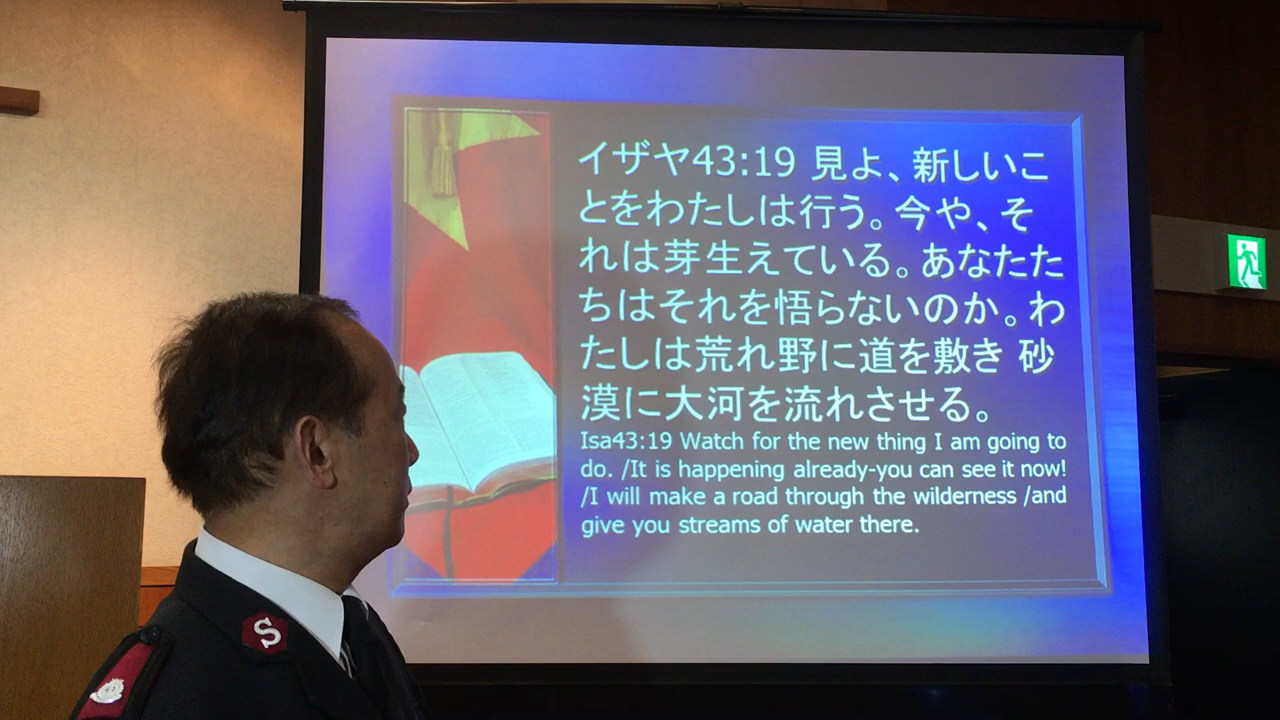 イザヤ43:19 見よ、新しいこ
とをわたしは行う。今や、そ
れは芽生えている。あなたた
ちはそれを悟らないのか。わ
たしは荒れ野に道を敷き 砂
漠に大河を流れさせる。
Isa43:19 Watch for the new thing I am going to
do. /It is happening already-you can see it now!
/I will make a road through the wilderness /and
give you streams of water there.
S